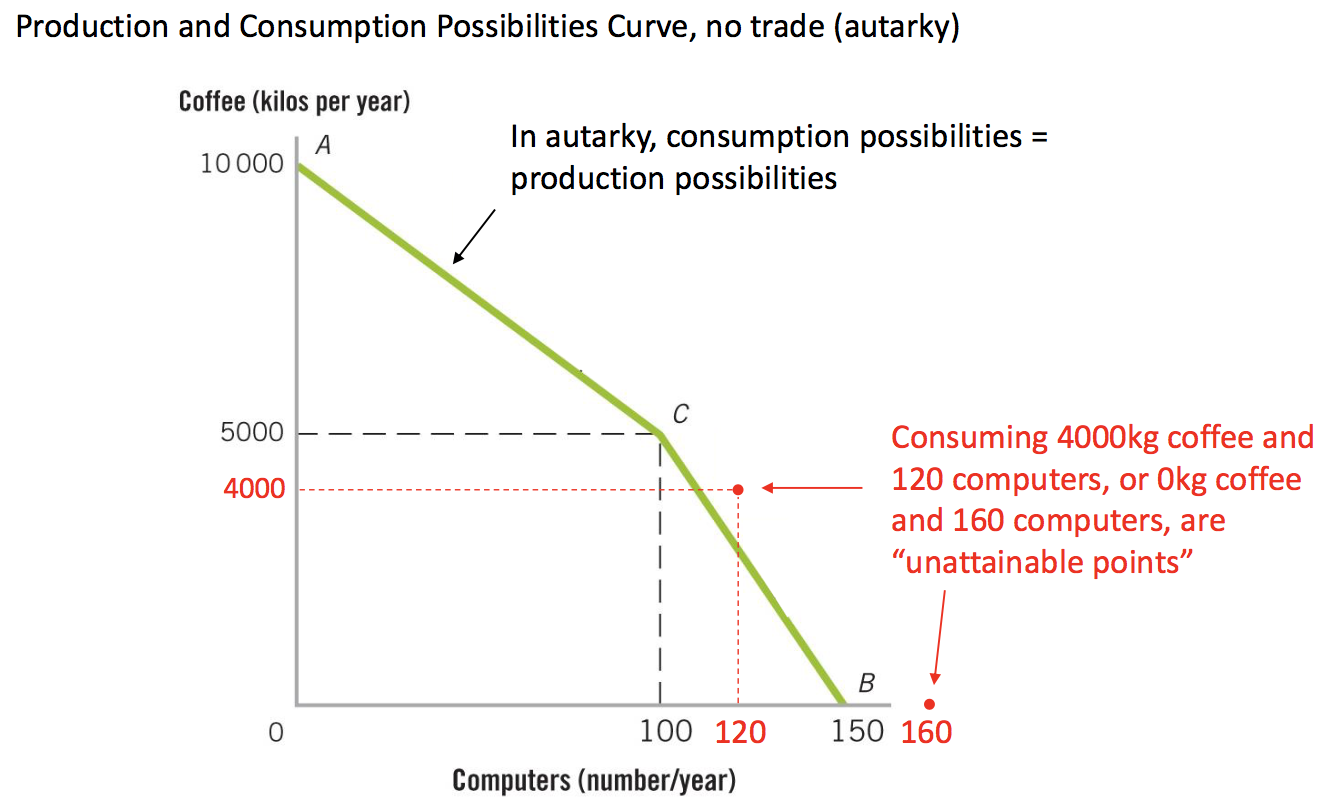 Production and Consumption Possibilities Curve, no trade (autarky)
Coffee (kilos per year)
A
10 000
In autarky, consumption possibilities =
production possibilities
C
5000
4000
Consuming 4000kg coffee and
120 computers, or 0kg coffee
and 160 computers, are
“unattainable points”
B
0
100
120
150
160
Computers (number/year)